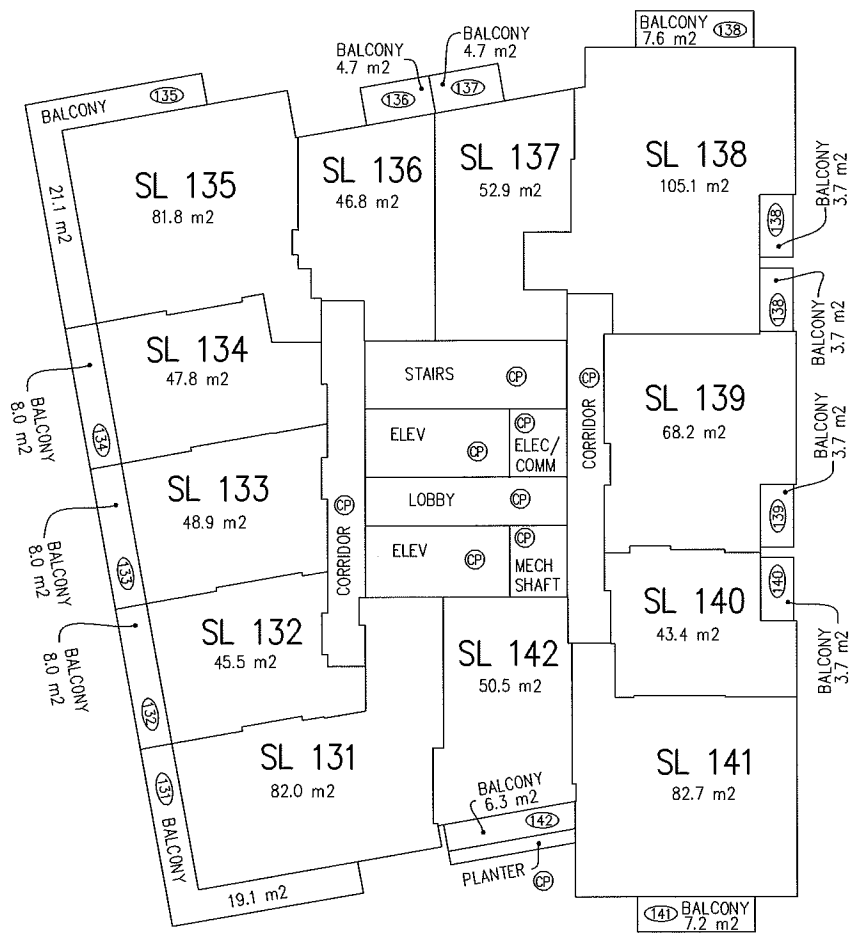 BALCONY 138
7.6 m2
BALCONY
4.7 m2
BALCONY
4.7 m2
136
137
BALCONY 135
21.1 m2
SL 135
81.8 m2
SL 136
46.8 m2
SL 137
52.9 m2
SL 138
105.1 m2
138
BALCONY
3.7 m2
138
BALCONY
3.7 m2
SL 134
47.8 m2
134
BALCONY
8.0 m2
STAIRS CP
ELEV CP
CP
ELEC/
COMM
LOBBY CP
ELEV CP
CP
MECH
SHAFT
CP
CORRIDOR
CP
CORRIDOR
SL 139
68.2 m2
139
BALCONY
3.7 m2
SL 133
48.9 m2
133
BALCONY
8.0 m2
SL 140
43.4 m2
140
BALCONY
3.7 m2
SL 132
45.5 m2
132
BALCONY
8.0 m2
SL 142
50.5 m2
SL 131
82.0 m2
131 BALCONY
19.1 m2
BALCONY
6.3 m2
142
PLANTER
CP
SL 141
82.7 m2
141 BALCONY
7.2 m2